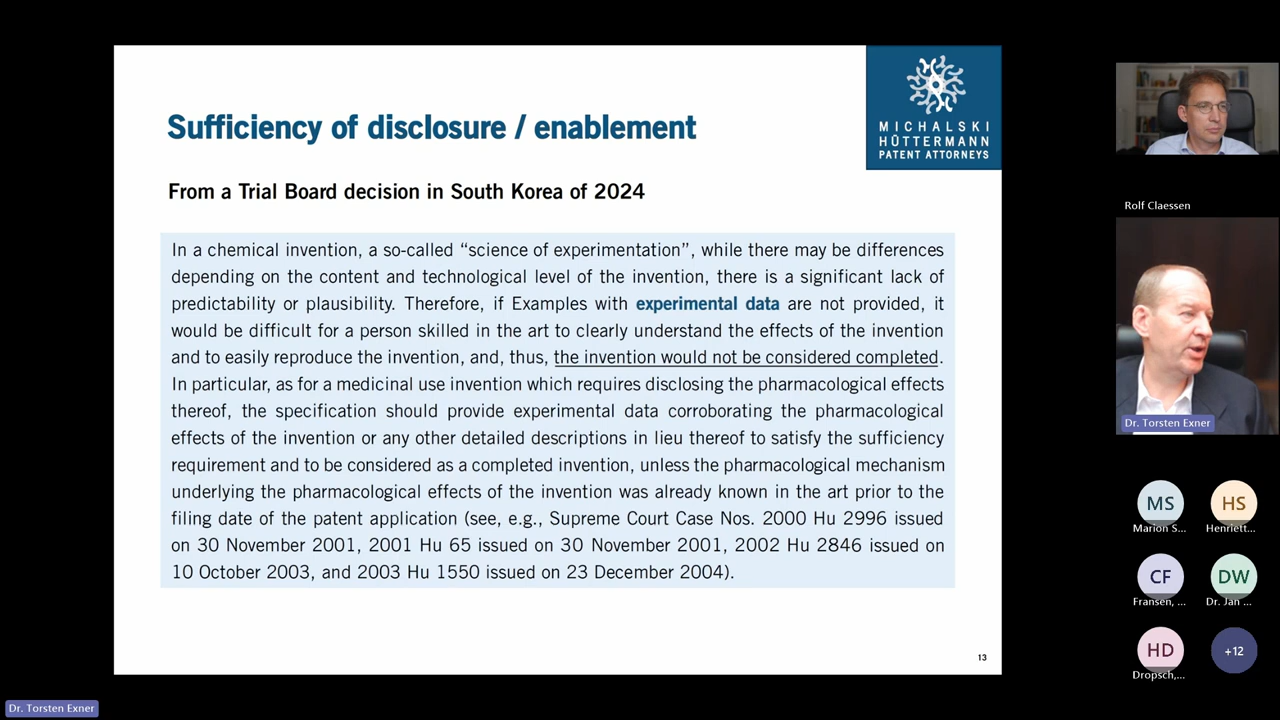 Sufficiency of disclosure / enablement
MICHALSKI
HÜTTERMANN
PATENT ATTORNEYS
From a Trial Board decision in South Korea of 2024
In a chemical invention, a so-called “science of experimentation”, while there may be differences
depending on the content and technological level of the invention, there is a significant lack of
predictability or plausibility. Therefore, if Examples with experimental data are not provided, it
would be difficult for a person skilled in the art to clearly understand the effects of the invention
and to easily reproduce the invention, and, thus, the invention would not be considered completed.
In particular, as for a medicinal use invention which requires disclosing the pharmacological effects
thereof, the specification should provide experimental data corroborating the pharmacological
effects of the invention or any other detailed descriptions in lieu thereof to satisfy the sufficiency
requirement and to be considered as a completed invention, unless the pharmacological mechanism
underlying the pharmacological effects of the invention was already known in the art prior to the
filing date of the patent application (see, e.g., Supreme Court Case Nos. 2000 Hu 2996 issued
on 30 November 2001, 2001 Hu 65 issued on 30 November 2001, 2002 Hu 2846 issued on
10 October 2003, and 2003 Hu 1550 issued on 23 December 2004).
13
Rolf Claessen
Dr. Torsten Exner
MS
HS
Marion S...
Henriett...
CF
DW
Fransen, ...
Dr. Jan ...
HD
+12
Dropsch,...
Dr. Torsten Exner